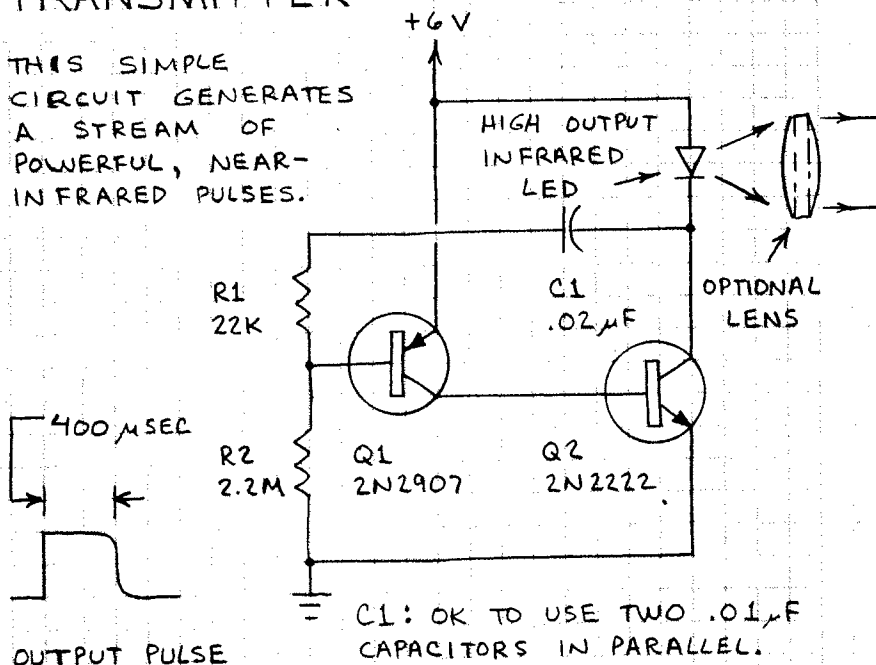 TRANSMITTER
+6V
THIS SIMPLE
CIRCUIT GENERATES
A STREAM OF
POWERFUL, NEAR-
INFRARED PULSES.
HIGH OUTPUT
INFRARED
LED
R1
22K
C1
.02µF
OPTIONAL
LENS
400 µSEC
R2
2.2M
Q1
2N2907
Q2
2N2222
OUTPUT PULSE
C1: OK TO USE TWO .01µF
CAPACITORS IN PARALLEL.